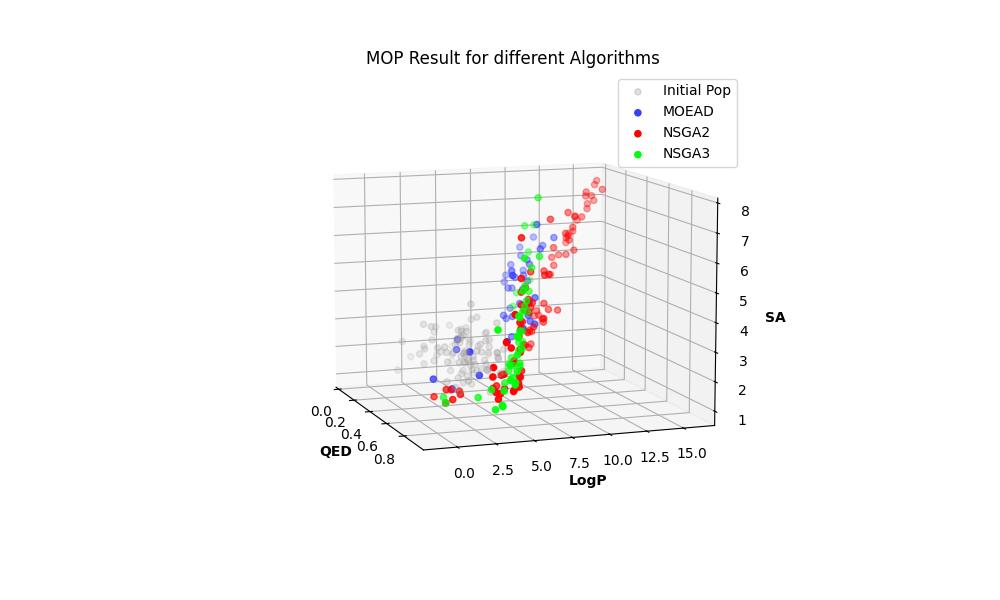 MOP Result for different Algorithms
Initial Pop
MOEAD
NSGA2
NSGA3
8
7
6
5
4
3
2
1
SA
0.0
0.2
0.4
0.6
0.8
QED
0.0
2.5
5.0
7.5
10.0
12.5
15.0
LogP